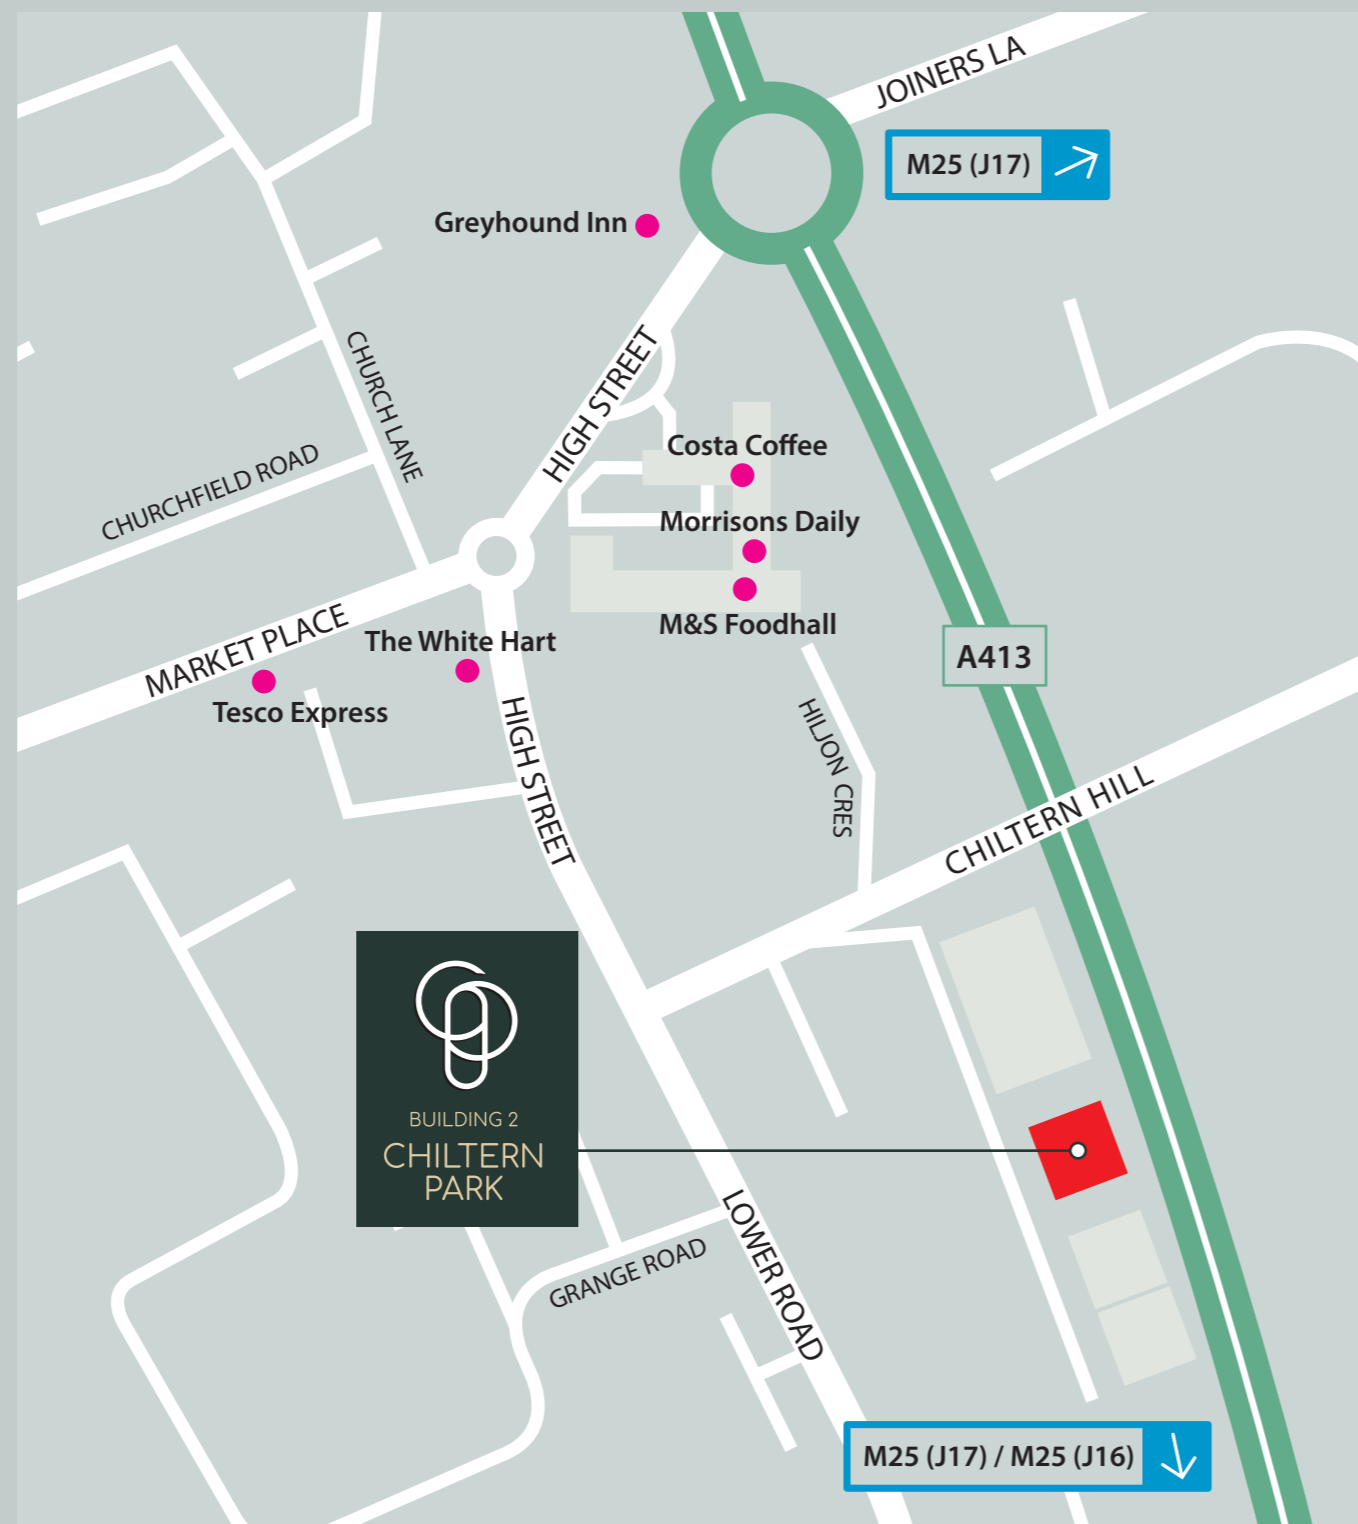 JOINERS LA
M25 (J17)
Greyhound Inn
HIGH STREET
CHURCH LANE
Costa Coffee
CHURCHFIELD ROAD
Morrisons Daily
M&S Foodhall
MARKET PLACE
The White Hart
A413
Tesco Express
HIGH STREET
HILJON CRES
CHILTERN HILL
BUILDING 2
CHILTERN
PARK
LOWER ROAD
GRANGE ROAD
M25 (J17) / M25 (J16)